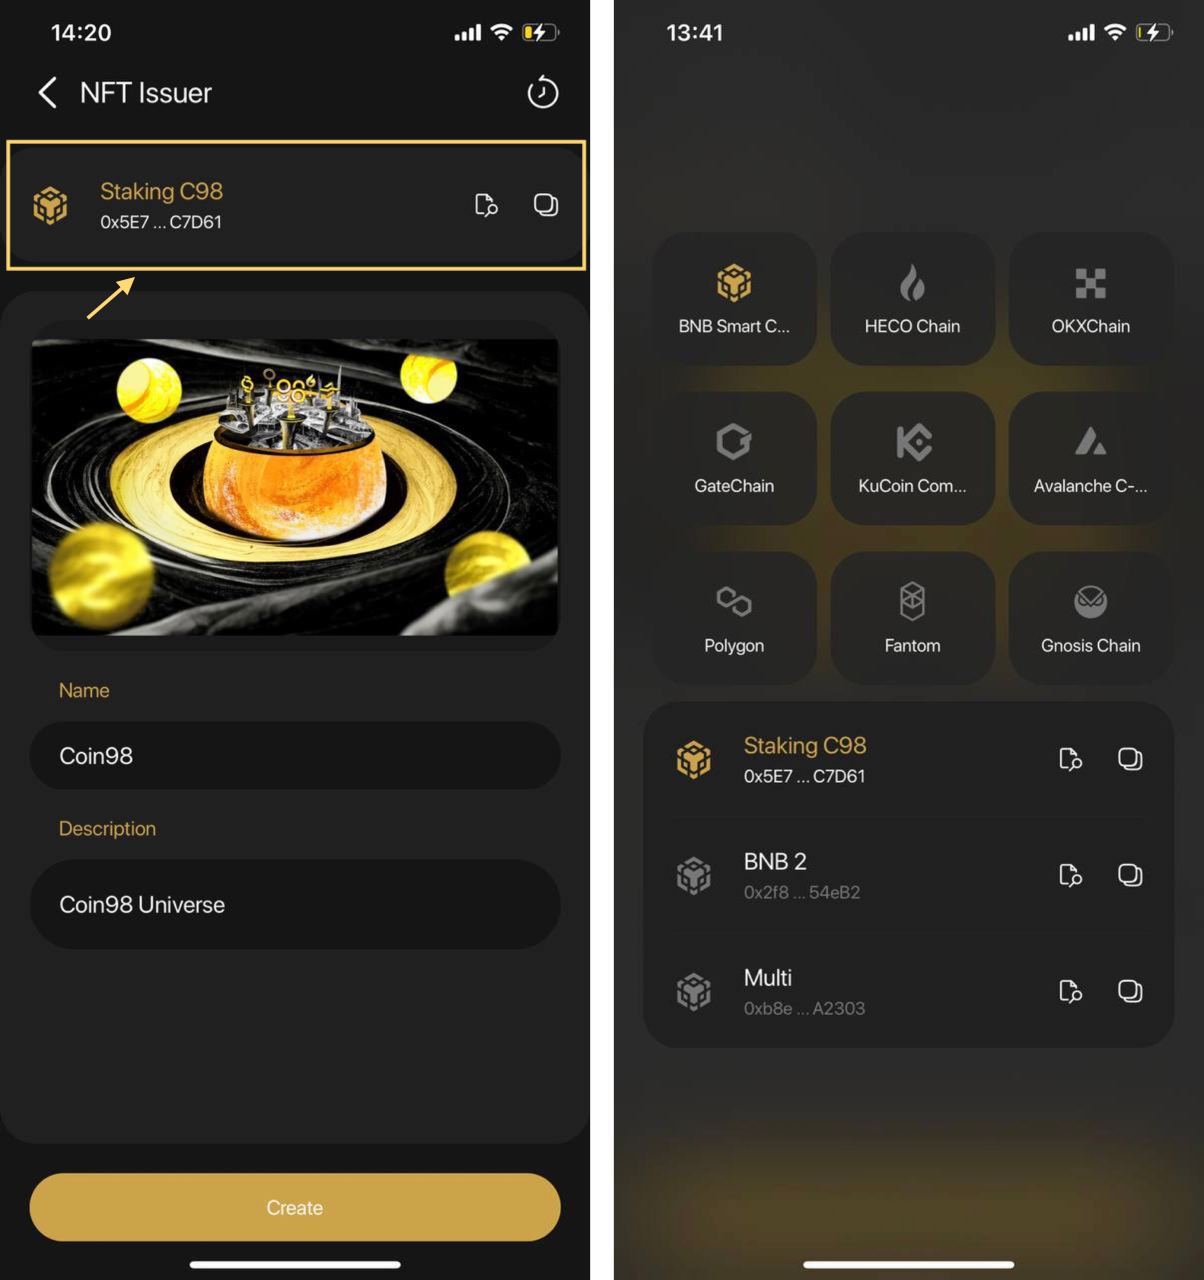 14:20
NFT Issuer
Staking C98
0x5E7 ... C7D61
Name
Coin98
Description
Coin98 Universe
Create
13:41
BNB Smart C...
HECO Chain
OKXChain
GateChain
KuCoin Com...
Avalanche C-...
Polygon
Fantom
Gnosis Chain
Staking C98
0x5E7 ... C7D61
BNB 2
0x2f8 ... 54eB2
Multi
0xb8e ... A2303